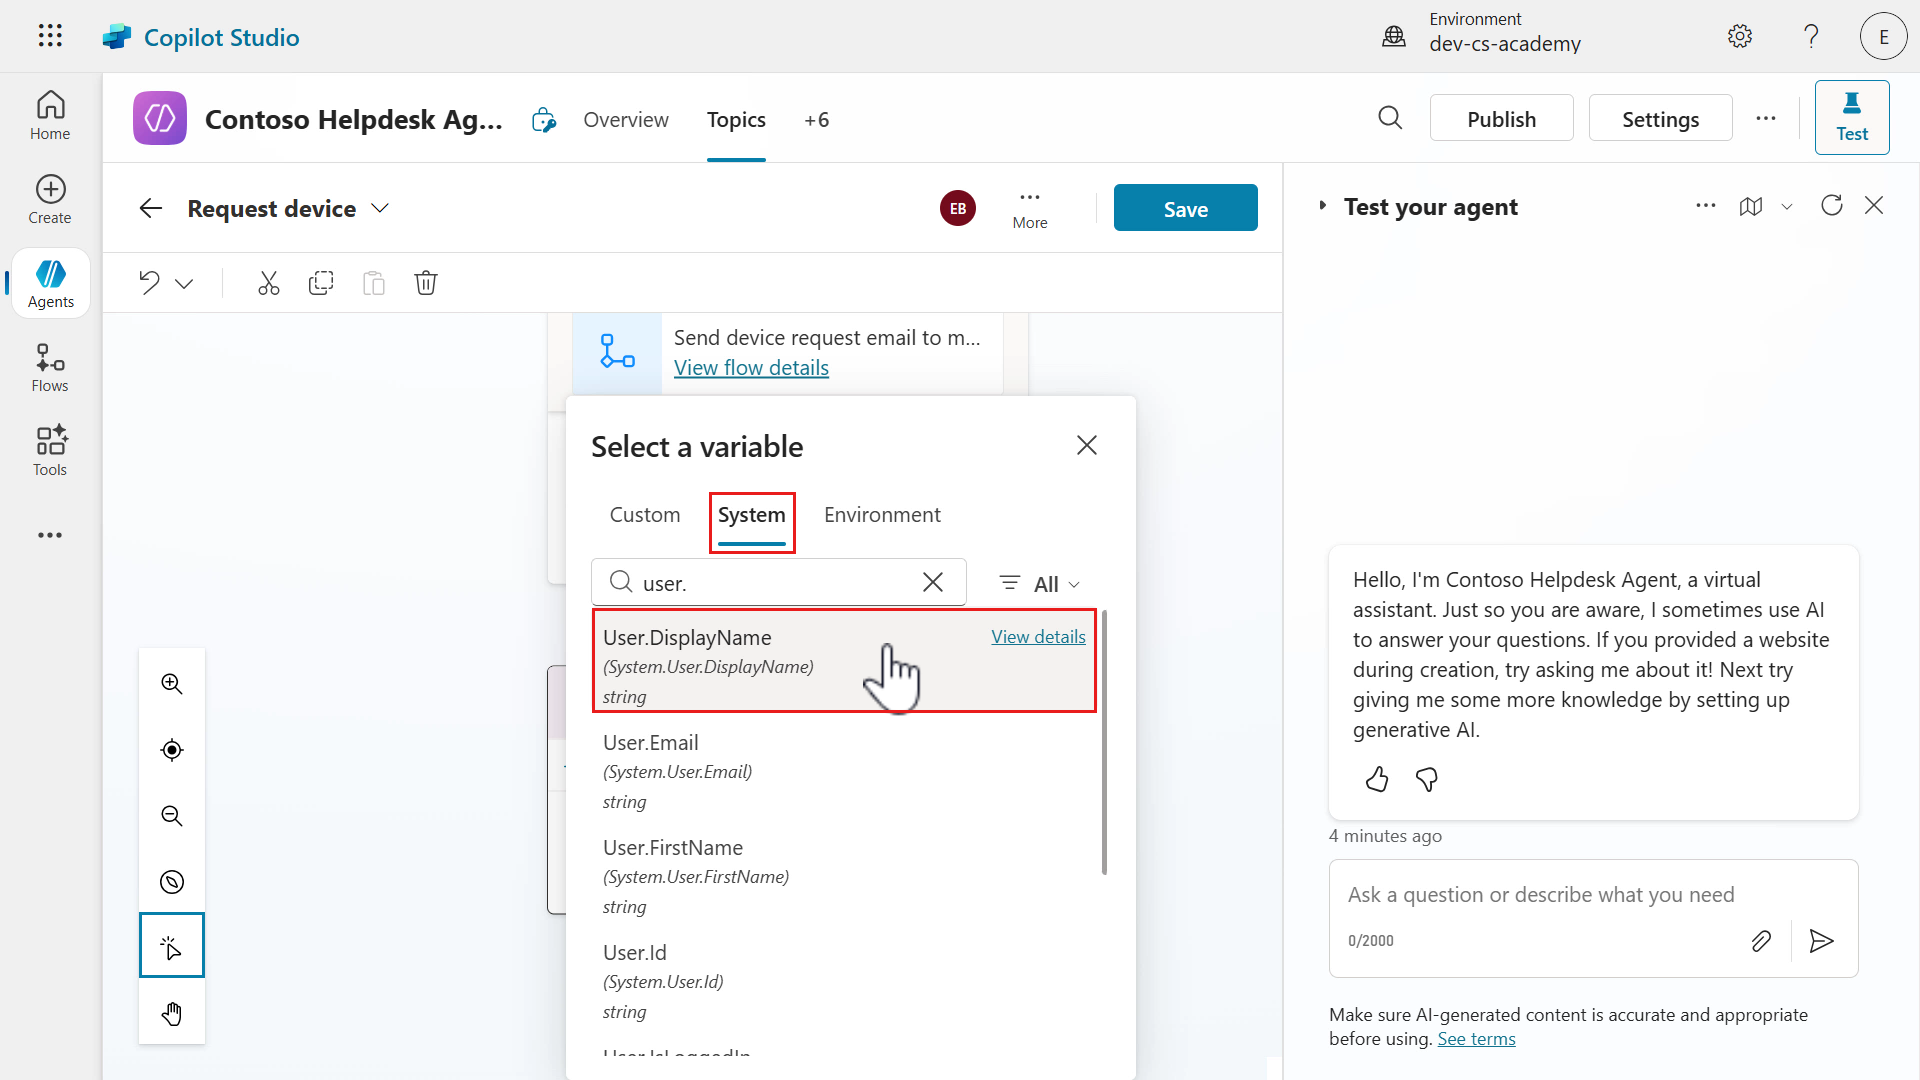 Copilot Studio
Environment
dev-cs-academy
E
Home
Create
Agents
Flows
Tools
Contoso Helpdesk Ag...
Overview
Topics
+6
Publish
Settings
Test
Request device
EB
More
Save
Send device request email to m...
View flow details
Select a variable
Custom
System
Environment
user.
All
User.DisplayName
View details
(System.User.DisplayName)
string
User.Email
(System.User.Email)
string
User.FirstName
(System.User.FirstName)
string
User.Id
(System.User.Id)
string
User.IsLoggedIn
Test your agent
Hello, I'm Contoso Helpdesk Agent, a virtual
assistant. Just so you are aware, I sometimes use AI
to answer your questions. If you provided a website
during creation, try asking me about it! Next try
giving me some more knowledge by setting up
generative AI.
4 minutes ago
Ask a question or describe what you need
0/2000
Make sure AI-generated content is accurate and appropriate
before using. See terms